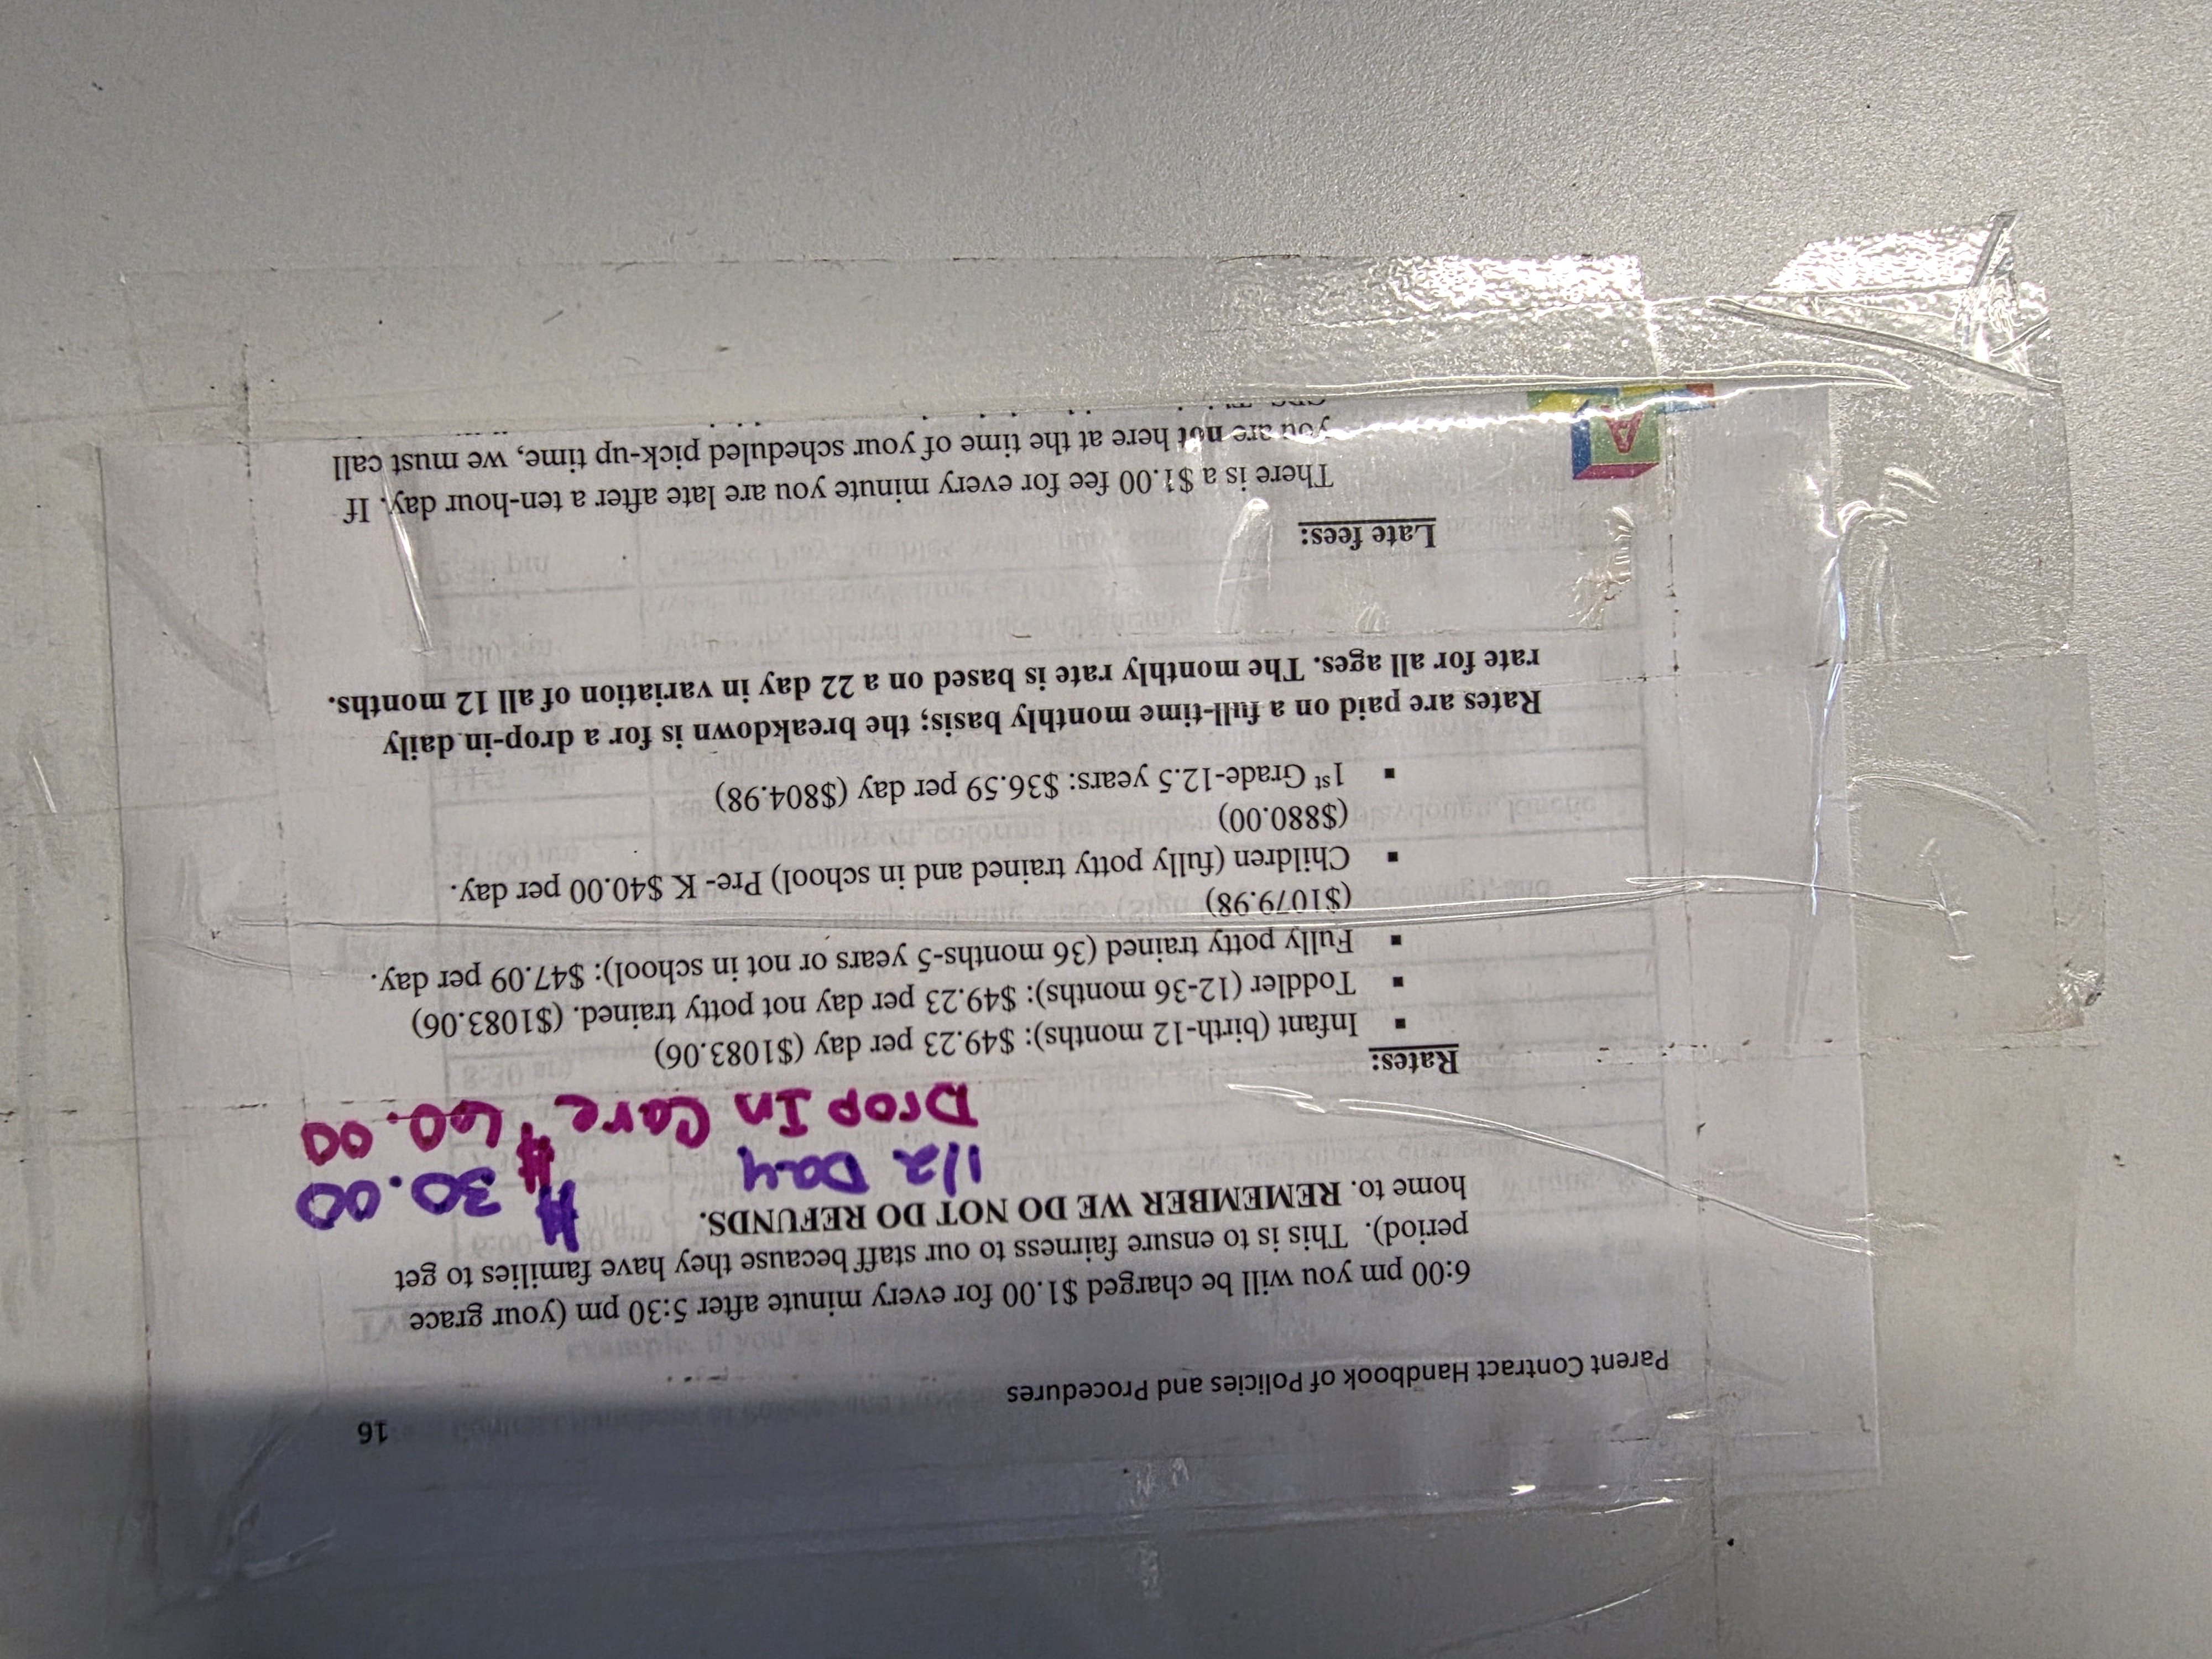 16
Parent Contract Handbook of Policies and Procedures
6:00 pm you will be charged $1.00 for every minute after 5:30 pm (your grace
period). This is to ensure fairness to our staff because they have families to get
home to. REMEMBER WE DO NOT DO REFUNDS.
1/2 Day $ 30.00
Drop In Care $ 60.00
Rates:
▪ Infant (birth-12 months): $49.23 per day ($1083.06)
▪ Toddler (12-36 months): $49.23 per day not potty trained. ($1083.06)
▪ Fully potty trained (36 months-5 years or not in school): $47.09 per day.
($1079.98)
▪ Children (fully potty trained and in school) Pre- K $40.00 per day.
($880.00)
▪ 1st Grade-12.5 years: $36.59 per day ($804.98)
Rates are paid on a full-time monthly basis; the breakdown is for a drop-in daily
rate for all ages. The monthly rate is based on a 22 day in variation of all 12 months.
Late fees:
There is a $1.00 fee for every minute you are late after a ten-hour day. If
you are not here at the time of your scheduled pick-up time, we must call
A